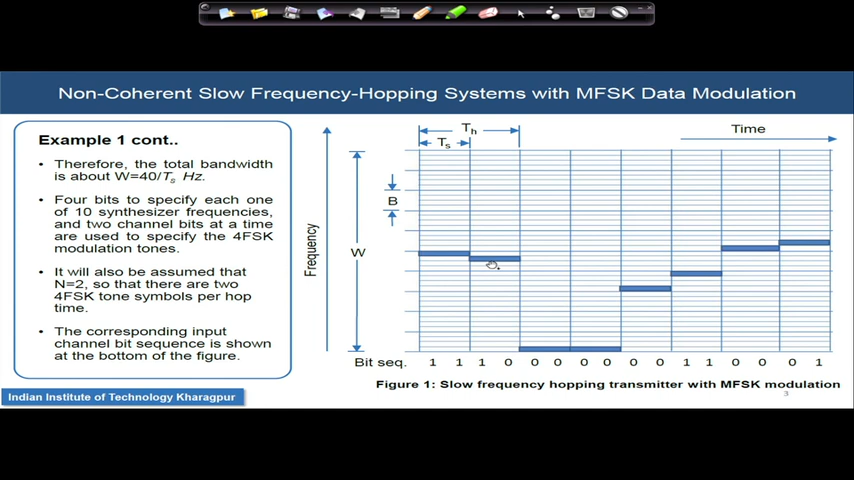 Non-Coherent Slow Frequency-Hopping Systems with MFSK Data Modulation
Example 1 cont..
• Therefore, the total bandwidth
is about W=40/Ts Hz.
• Four bits to specify each one
of 10 synthesizer frequencies,
and two channel bits at a time
are used to specify the 4FSK
modulation tones.
• It will also be assumed that
N=2, so that there are two
4FSK tone symbols per hop
time.
• The corresponding input
channel bit sequence is shown
at the bottom of the figure.
Indian Institute of Technology Kharagpur
Th
Time
Ts
B
Frequency
W
Bit seq. 1 1 1 0 0 0 0 0 0 0 1 1 0 0 0 1
Figure 1: Slow frequency hopping transmitter with MFSK modulation
3